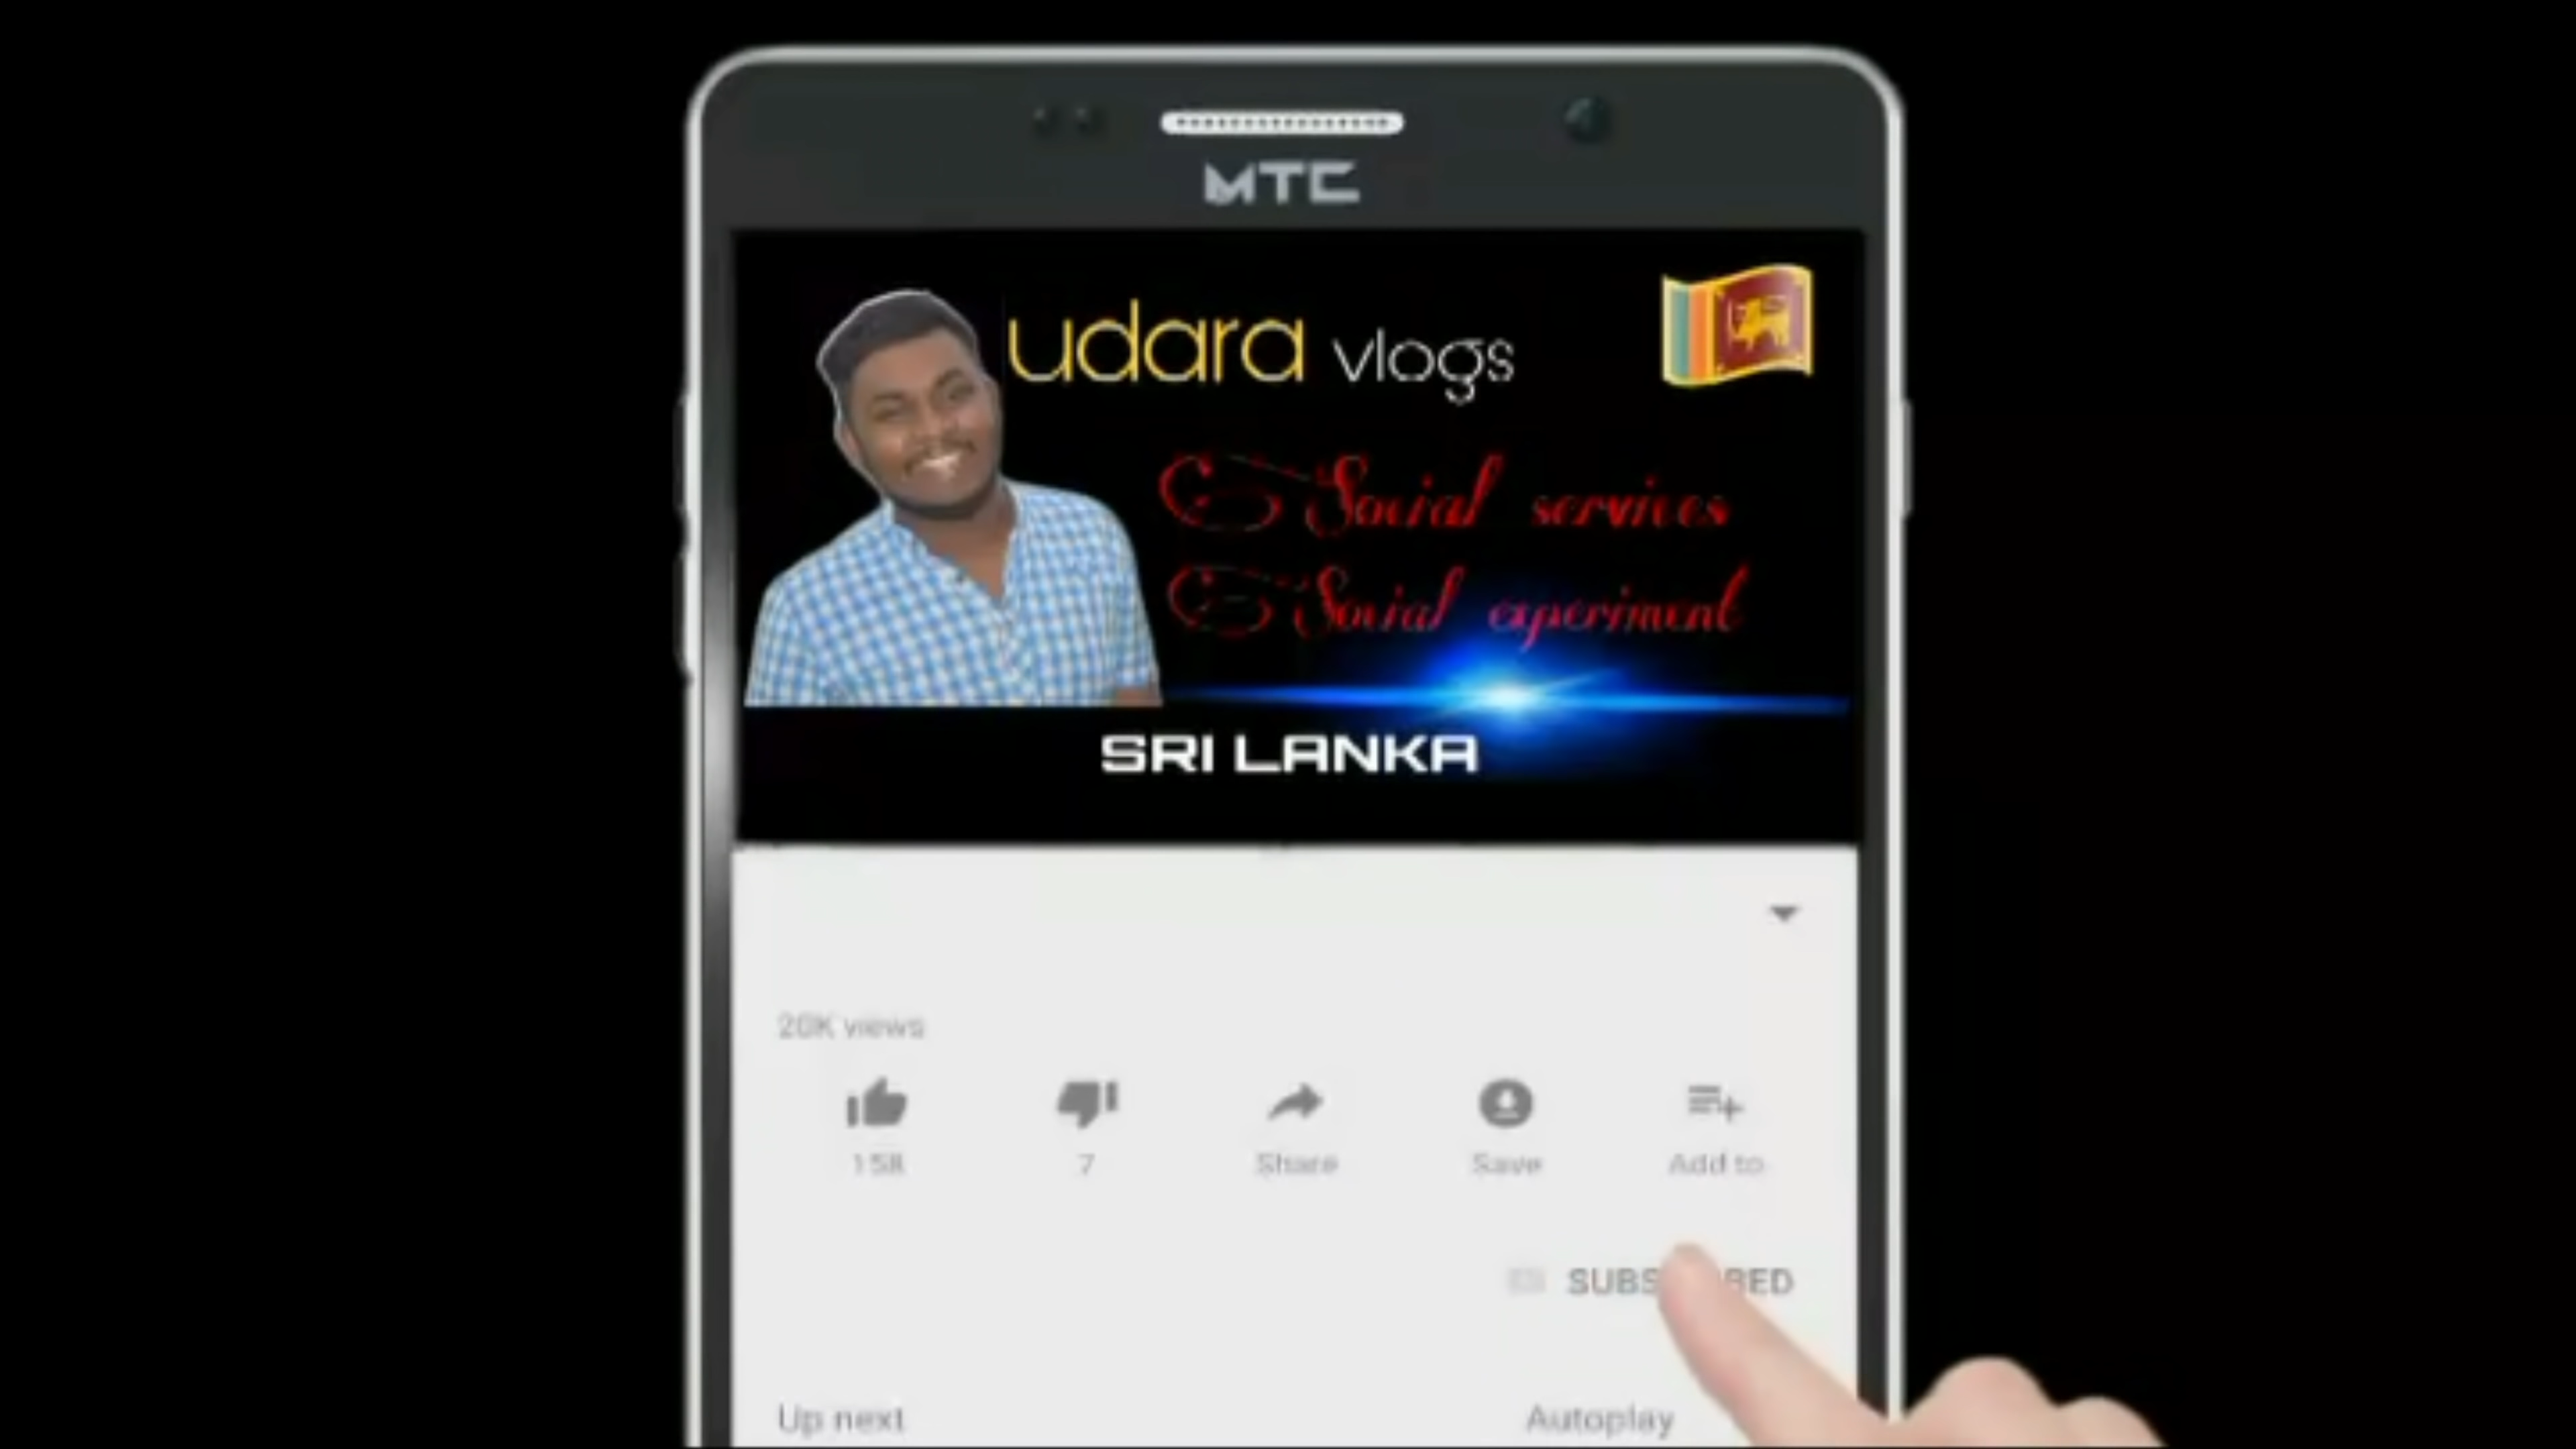 MTC
udara vlogs
Social services
Social experiment
SRI LANKA
20K views
158
7
Share
Save
Add to
Up next
Autoplay